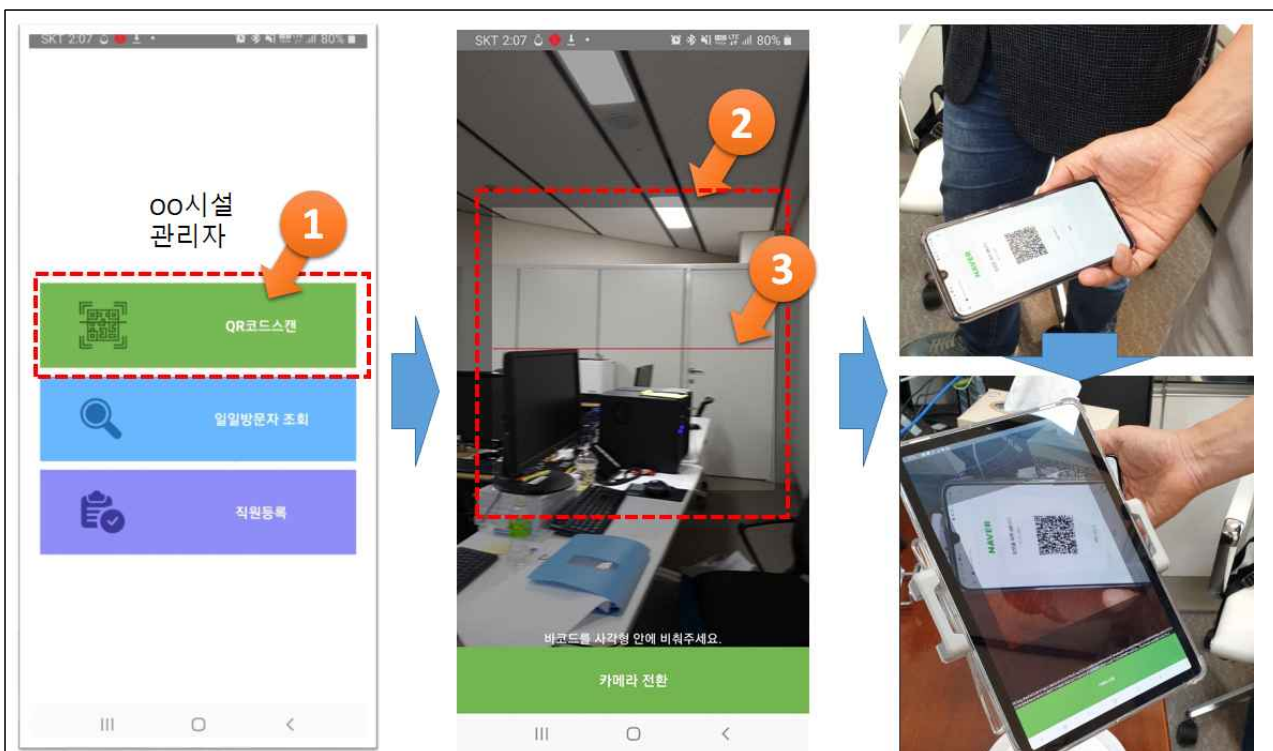 SKT 2:07
80%
oo시설
관리자
1
QR코드스캔
일일방문자 조회
직원등록
SKT 2:07
80%
2
3
바코드를 사각형 안에 비춰주세요.
카메라 전환
NAVER
NAVER